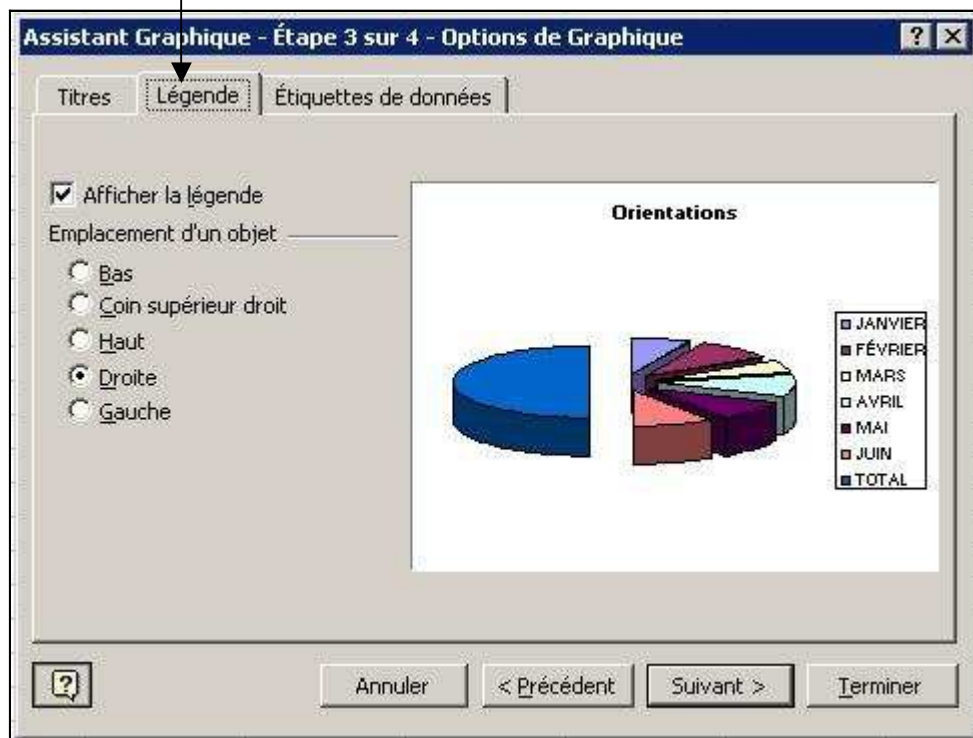 Assistant Graphique - Étape 3 sur 4 - Options de Graphique
Titres Légende Étiquettes de données
Afficher la légende
Emplacement d'un objet
Bas
Coin supérieur droit
Haut
Droite
Gauche
Orientations
JANVIER
FÉVRIER
MARS
AVRIL
MAI
JUIN
TOTAL
Annuler < Précédent Suivant > Terminer